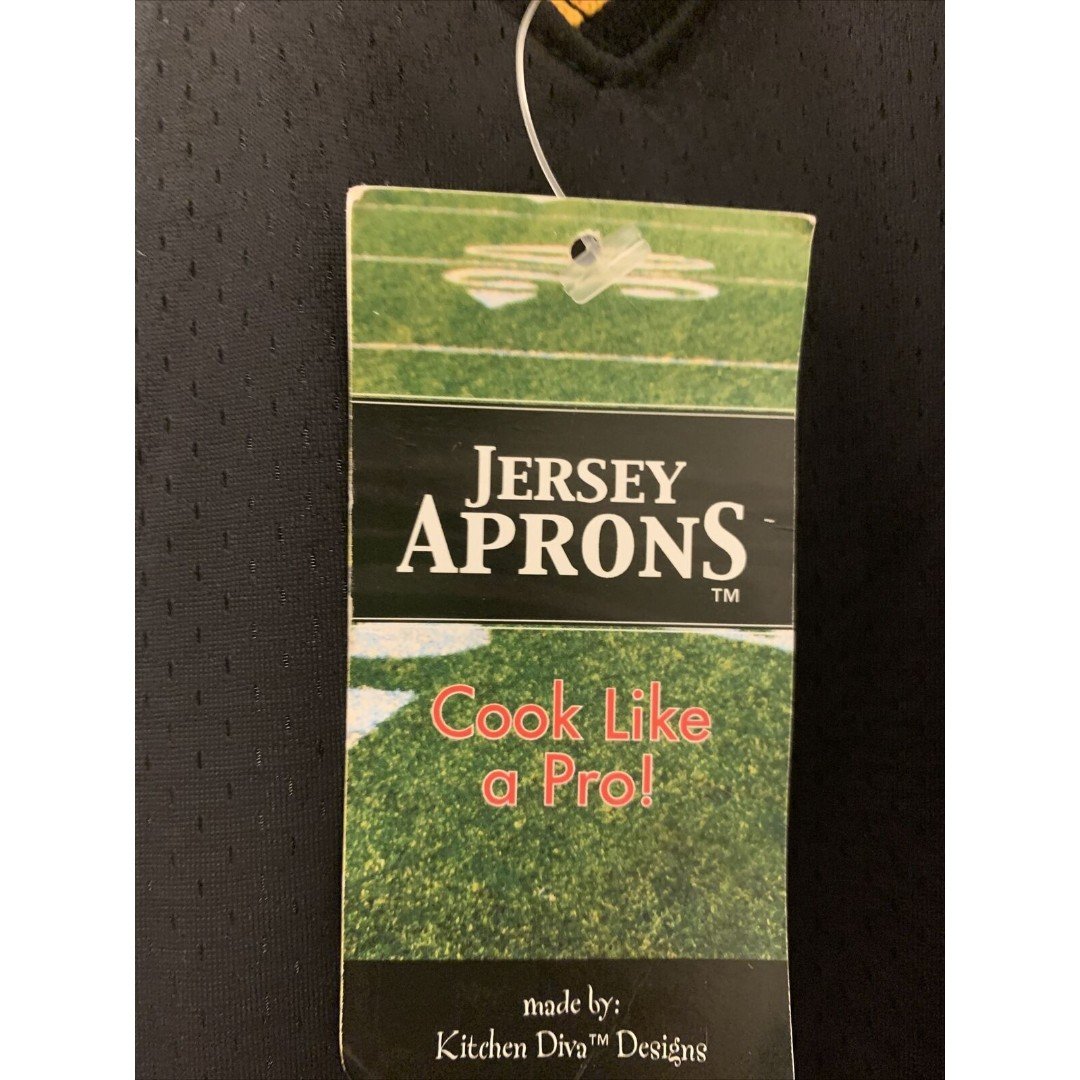 JERSEY
APRONS
TM
Cook Like
a Pro!
made by:
Kitchen Diva™ Designs